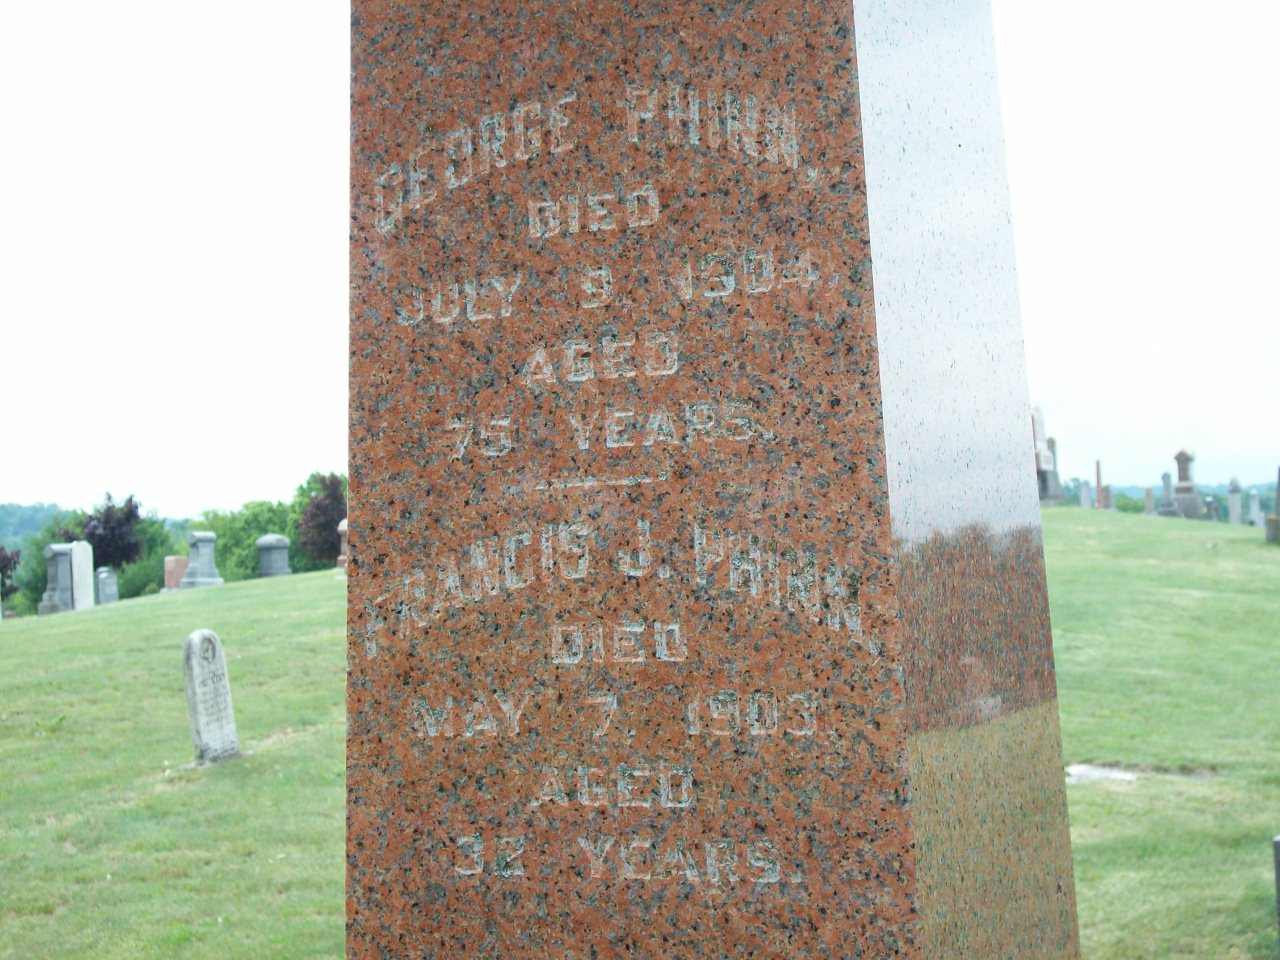 GEORGE PHINN,
DIED
JULY 9 1904,
AGED
75 YEARS.
FRANCIS J. PHINN
DIED
MAY 7, 1903
AGED
32 YEARS.